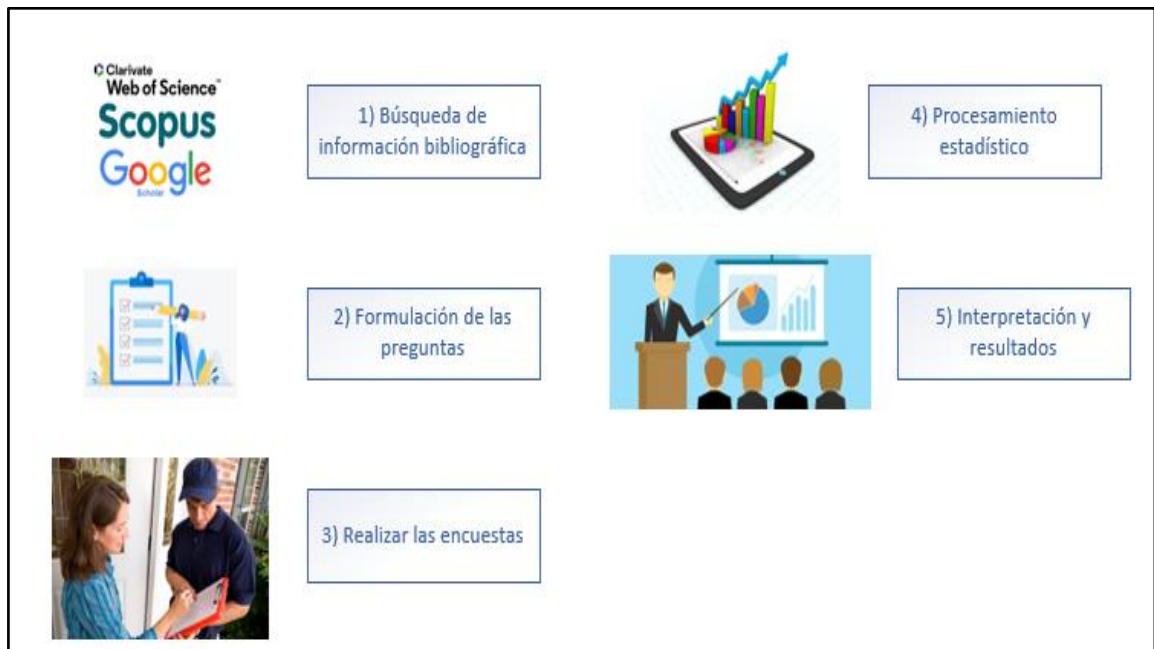 Clarivate
Web of Science™
Scopus
Google
Scholar
1) Búsqueda de
información bibliográfica
2) Formulación de las
preguntas
3) Realizar las encuestas
4) Procesamiento
estadístico
5) Interpretación y
resultados